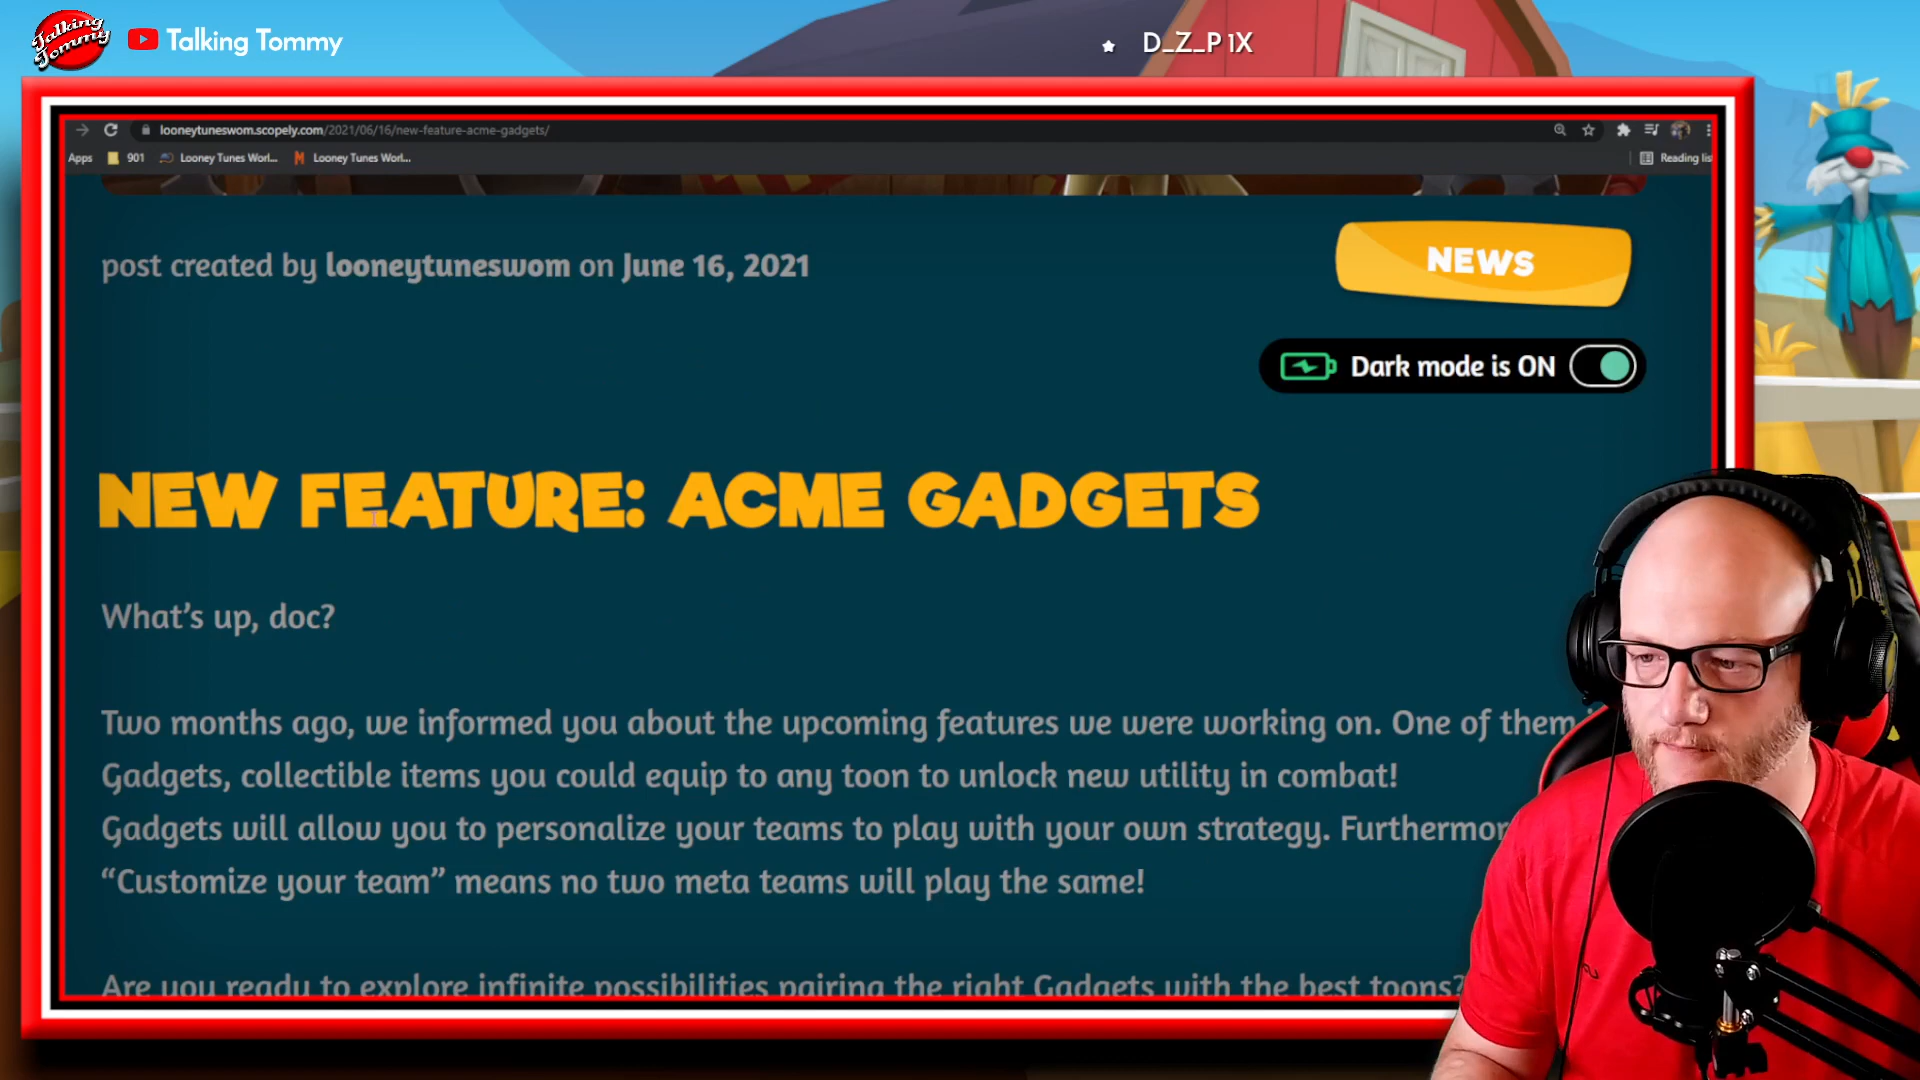 Talking Tommy
Talking Tommy
D_Z_P 1X
looneytuneswom.scopely.com/2021/06/16/new-feature-acme-gadgets/
Apps 901 Looney Tunes Worl... Looney Tunes Worl... Reading list
post created by looneytuneswom on June 16, 2021
NEWS
Dark mode is ON
NEW FEATURE: ACME GADGETS
What's up, doc?
Two months ago, we informed you about the upcoming features we were working on. One of them
Gadgets, collectible items you could equip to any toon to unlock new utility in combat!
Gadgets will allow you to personalize your teams to play with your own strategy. Furthermor
“Customize your team” means no two meta teams will play the same!
Are you ready to explore infinite possibilities pairing the right Gadgets with the best toons?